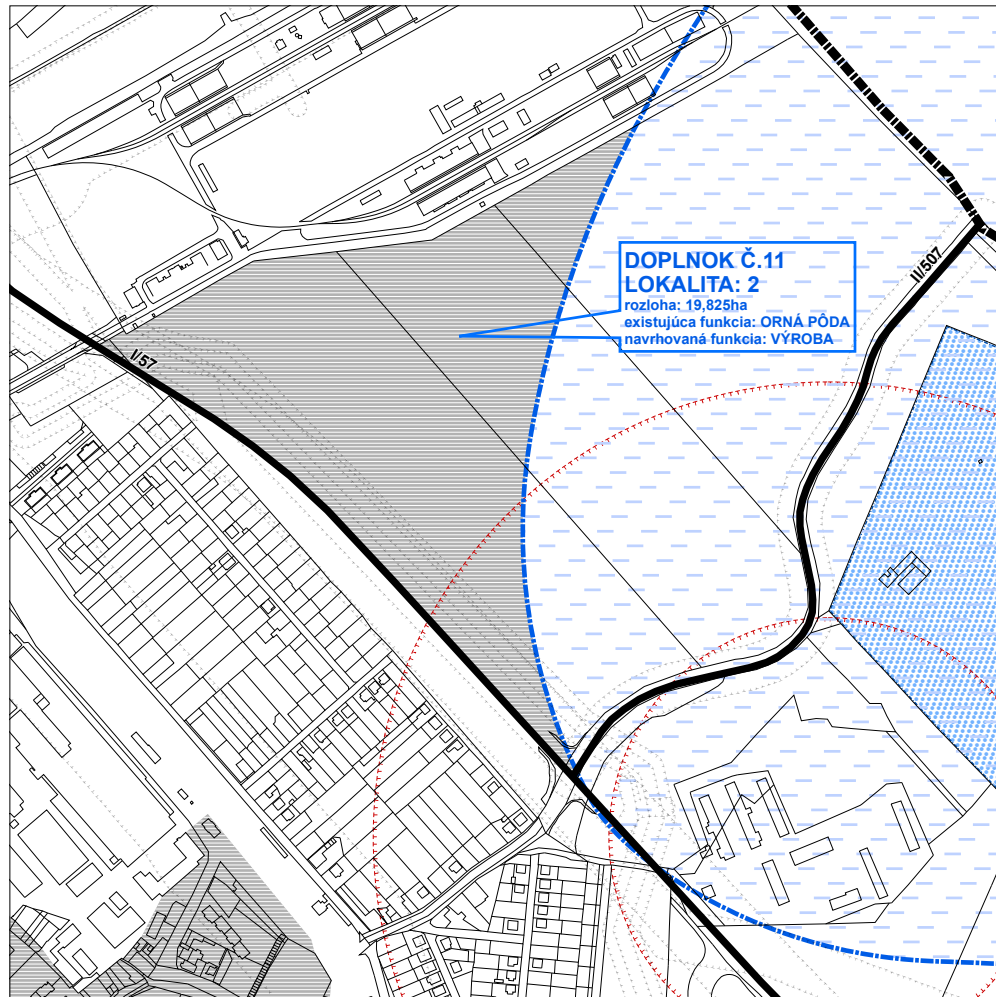 DOPLNOK Č.11
LOKALITA: 2
rozloha: 19,825ha
existujúca funkcia: ORNÁ PÔDA
navrhovaná funkcia: VÝROBA
II/507
I/57